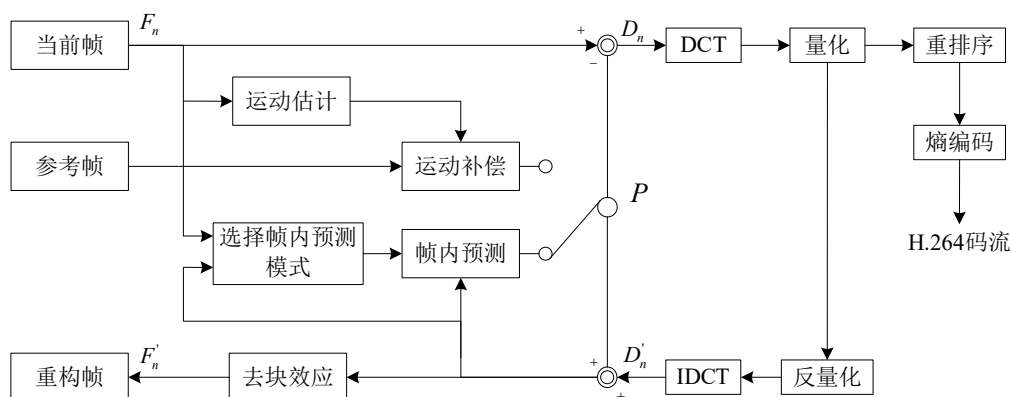 当前帧
F_n
+
−
D_n
DCT
量化
重排序
运动估计
参考帧
运动补偿
熵编码
P
选择帧内预测
模式
帧内预测
H.264码流
重构帧
F'_n
去块效应
+
+
D'_n
IDCT
反量化